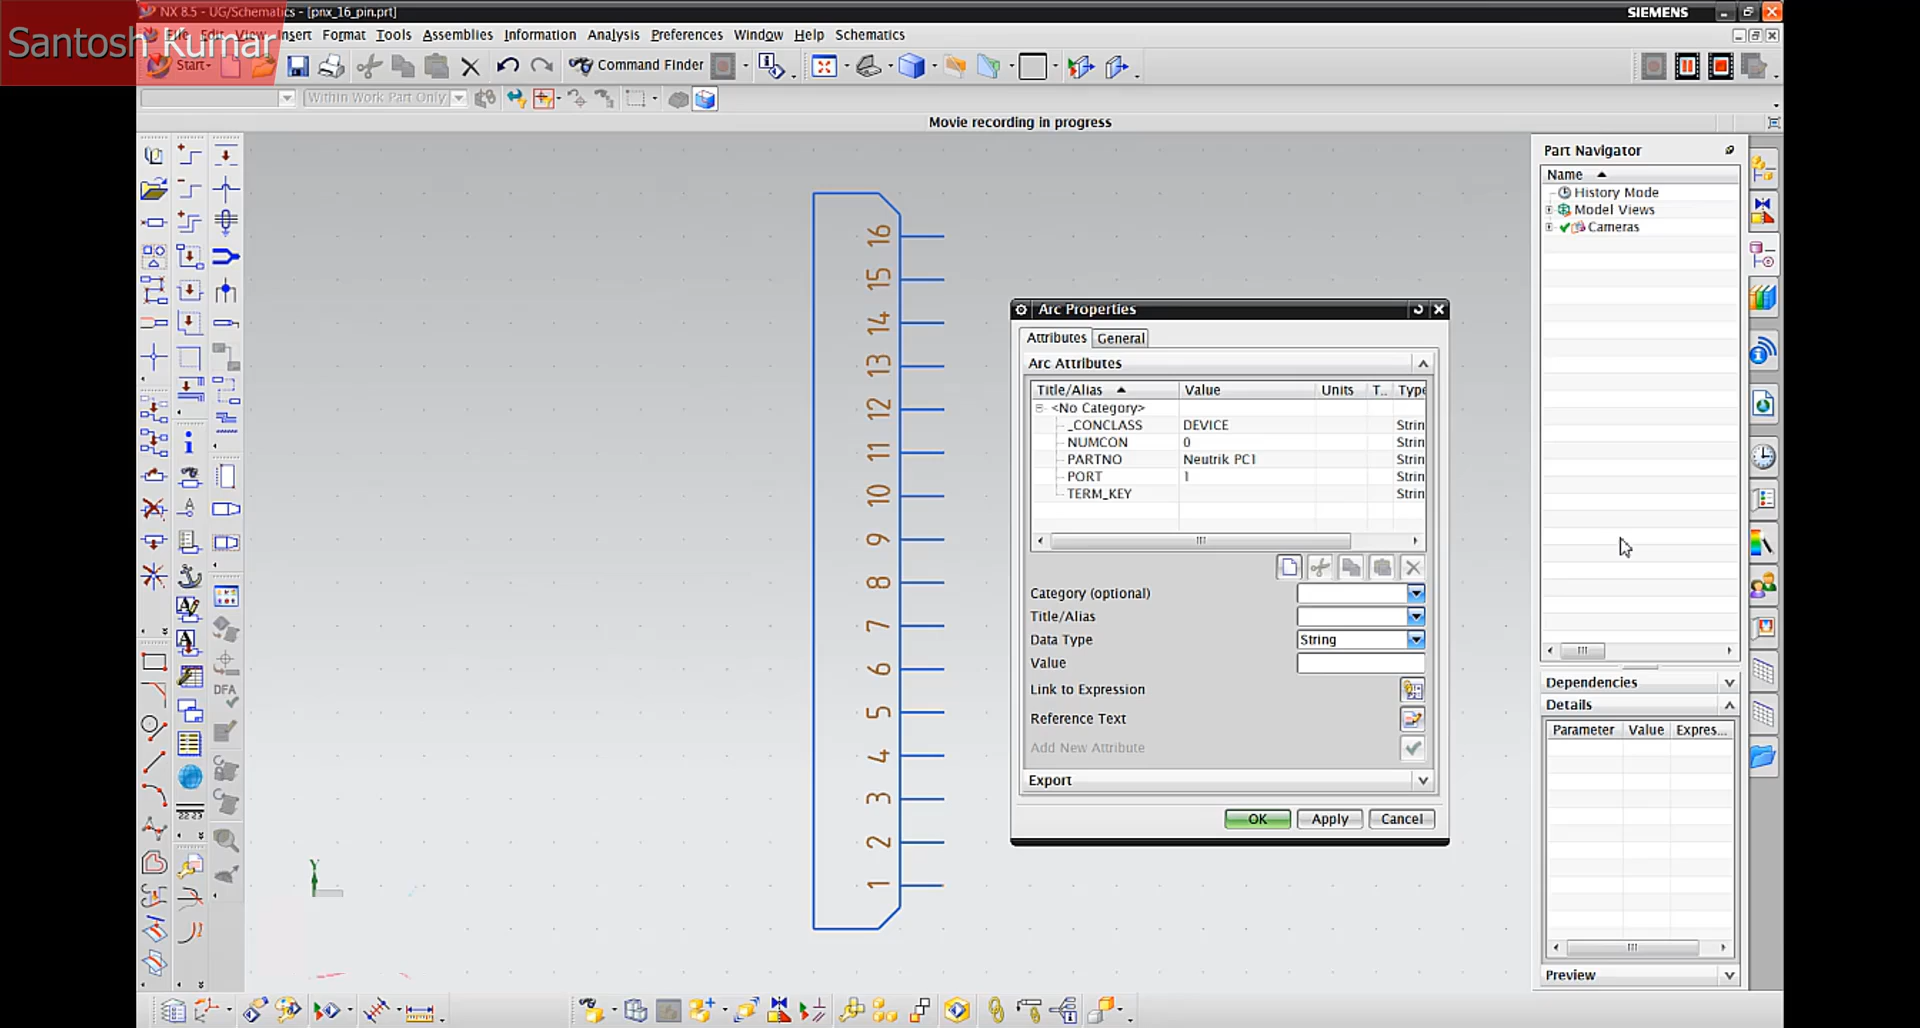 NX 8.5 - UG/Schematics - [pnx_16_pin.prt]
SIEMENS
Santosh Kumar
File Edit View Insert Format Tools Assemblies Information Analysis Preferences Window Help Schematics
Start
Command Finder
Within Work Part Only
Movie recording in progress
Part Navigator
Name
History Mode
Model Views
Cameras
16
15
14
13
12
11
10
9
8
7
6
5
4
3
2
1
Y
DFA
Arc Properties
Attributes General
Arc Attributes
Title/Alias Value Units T.. Type
<No Category>
_CONCLASS DEVICE Strin
NUMCON 0 Strin
PARTNO Neutrik PC1 Strin
PORT 1 Strin
TERM_KEY Strin
Category (optional)
Title/Alias
Data Type String
Value
Link to Expression
Reference Text
Add New Attribute
Export
OK Apply Cancel
Dependencies
Details
Parameter Value Expres...
Preview